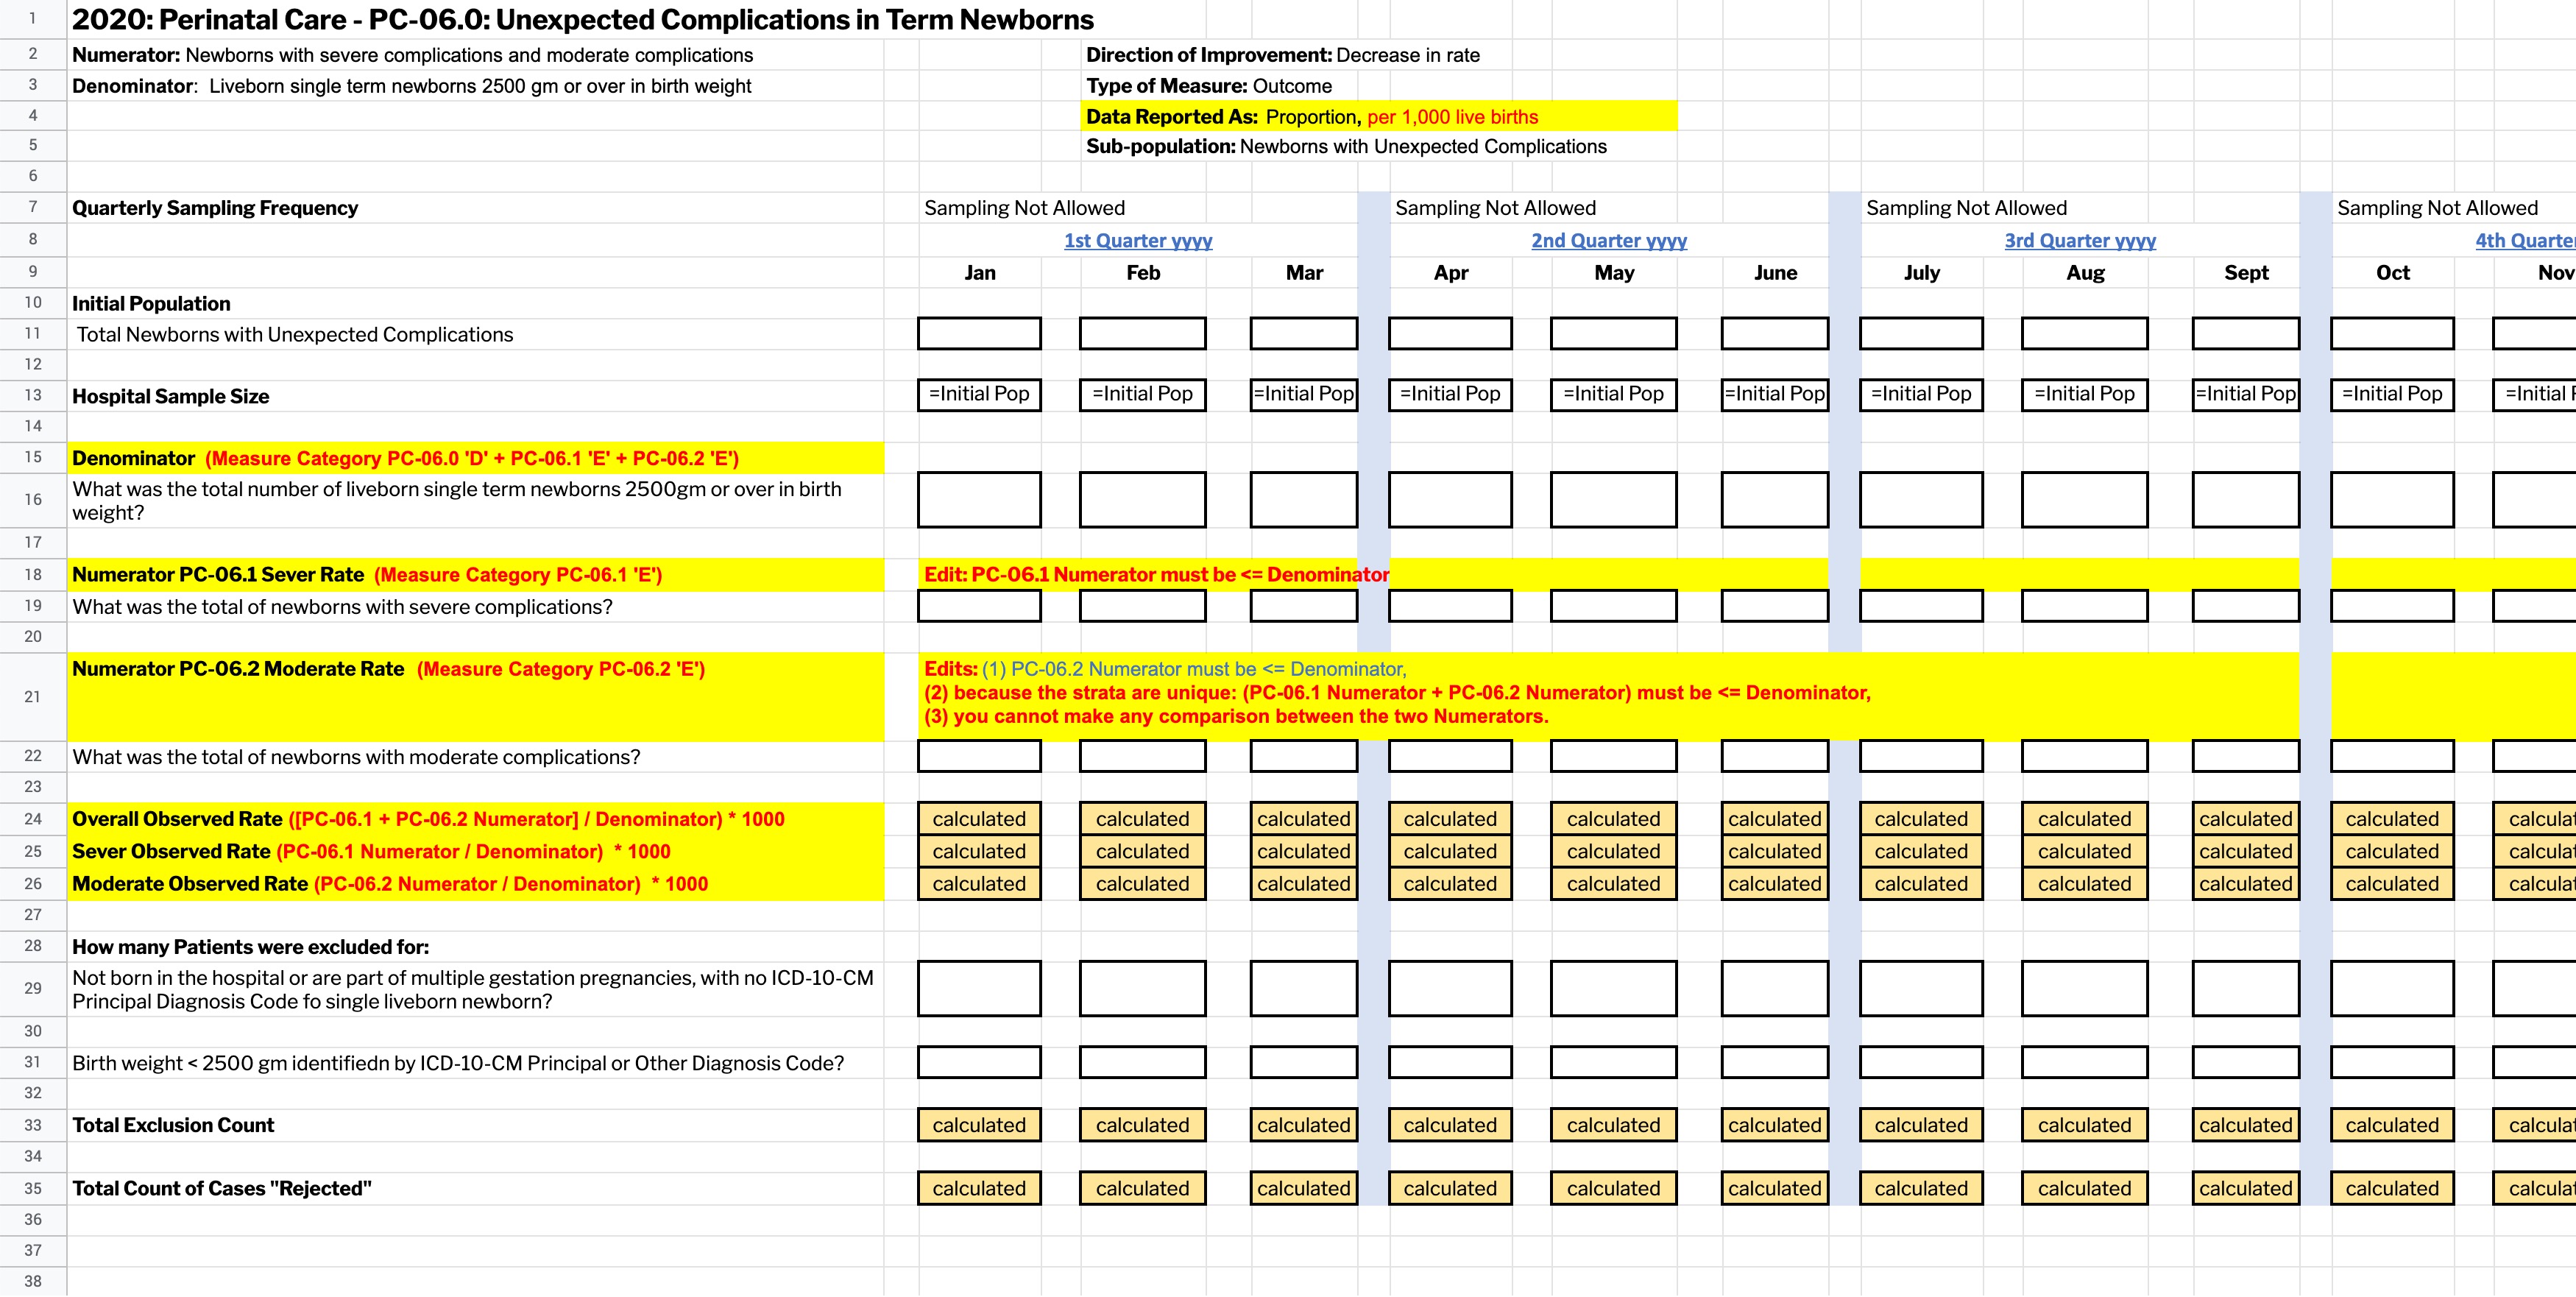 1 2020: Perinatal Care - PC-06.0: Unexpected Complications in Term Newborns
2 Numerator: Newborns with severe complications and moderate complications Direction of Improvement: Decrease in rate
3 Denominator: Liveborn single term newborns 2500 gm or over in birth weight Type of Measure: Outcome
4 Data Reported As: Proportion, per 1,000 live births
5 Sub-population: Newborns with Unexpected Complications
6
7 Quarterly Sampling Frequency Sampling Not Allowed Sampling Not Allowed Sampling Not Allowed Sampling Not Allowed
8 1st Quarter yyyy 2nd Quarter yyyy 3rd Quarter yyyy 4th Quarter
9 Jan Feb Mar Apr May June July Aug Sept Oct Nov
10 Initial Population
11 Total Newborns with Unexpected Complications
12
13 Hospital Sample Size =Initial Pop =Initial Pop =Initial Pop =Initial Pop =Initial Pop =Initial Pop =Initial Pop =Initial Pop =Initial Pop =Initial Pop =Initial
14
15 Denominator (Measure Category PC-06.0 'D' + PC-06.1 'E' + PC-06.2 'E')
16 What was the total number of liveborn single term newborns 2500gm or over in birth
weight?
17
18 Numerator PC-06.1 Sever Rate (Measure Category PC-06.1 'E') Edit: PC-06.1 Numerator must be <= Denominator
19 What was the total of newborns with severe complications?
20
21 Numerator PC-06.2 Moderate Rate (Measure Category PC-06.2 'E') Edits: (1) PC-06.2 Numerator must be <= Denominator,
(2) because the strata are unique: (PC-06.1 Numerator + PC-06.2 Numerator) must be <= Denominator,
(3) you cannot make any comparison between the two Numerators.
22 What was the total of newborns with moderate complications?
23
24 Overall Observed Rate ([PC-06.1 + PC-06.2 Numerator] / Denominator) * 1000 calculated calculated calculated calculated calculated calculated calculated calculated calculated calculated calculat
25 Sever Observed Rate (PC-06.1 Numerator / Denominator) * 1000 calculated calculated calculated calculated calculated calculated calculated calculated calculated calculated calculat
26 Moderate Observed Rate (PC-06.2 Numerator / Denominator) * 1000 calculated calculated calculated calculated calculated calculated calculated calculated calculated calculated calculat
27
28 How many Patients were excluded for:
29 Not born in the hospital or are part of multiple gestation pregnancies, with no ICD-10-CM
Principal Diagnosis Code fo single liveborn newborn?
30
31 Birth weight < 2500 gm identifiedn by ICD-10-CM Principal or Other Diagnosis Code?
32
33 Total Exclusion Count calculated calculated calculated calculated calculated calculated calculated calculated calculated calculated calculat
34
35 Total Count of Cases "Rejected" calculated calculated calculated calculated calculated calculated calculated calculated calculated calculated calculat
36
37
38